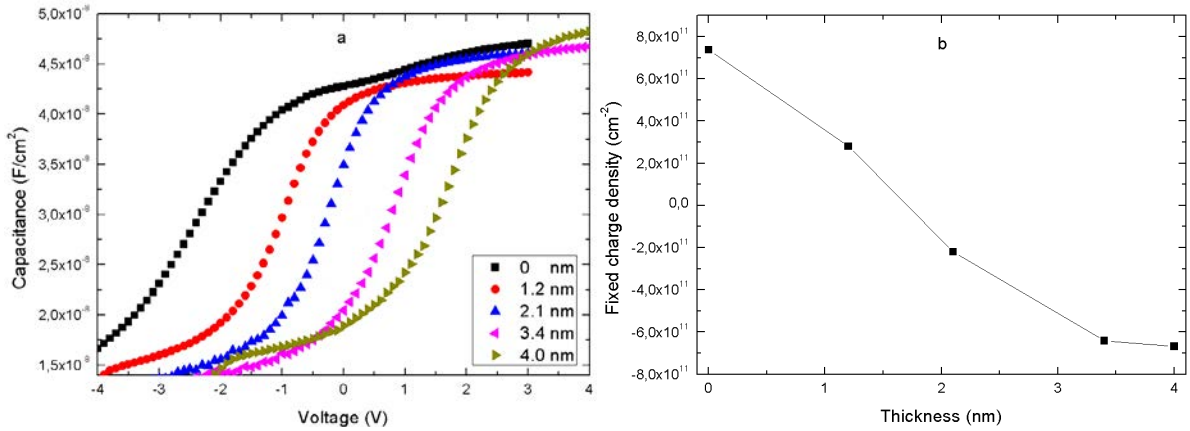 a
5,0x10⁻⁸
4,5x10⁻⁸
4,0x10⁻⁸
3,5x10⁻⁸
3,0x10⁻⁸
2,5x10⁻⁸
2,0x10⁻⁸
1,5x10⁻⁸
Capacitance (F/cm²)
0 nm
1.2 nm
2.1 nm
3.4 nm
4.0 nm
-4 -3 -2 -1 0 1 2 3 4
Voltage (V)
b
8,0x10¹¹
6,0x10¹¹
4,0x10¹¹
2,0x10¹¹
0,0
-2,0x10¹¹
-4,0x10¹¹
-6,0x10¹¹
-8,0x10¹¹
Fixed charge density (cm⁻²)
0 1 2 3 4
Thickness (nm)